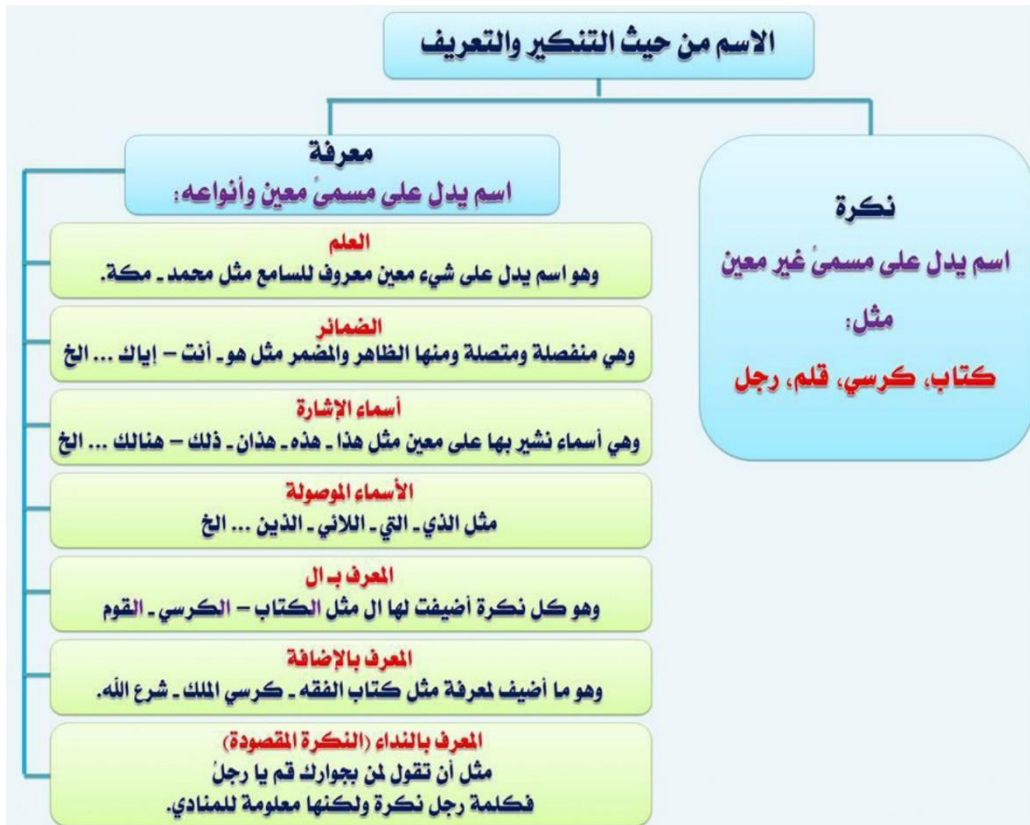 الاسم من حيث التنكير والتعريف
نكرة
اسم يدل على مسمىً غير معين
مثل:
كتاب، كرسي، قلم، رجل
معرفة
اسم يدل على مسمىً معين وأنواعه:
العلم
وهو اسم يدل على شيء معين معروف للسامع مثل محمد ـ مكة.
الضمائر
وهي منفصلة ومتصلة ومنها الظاهر والمضمر مثل هو ـ أنت – إياك ... الخ
أسماء الإشارة
وهي أسماء نشير بها على معين مثل هذا ـ هذه ـ هذان ـ ذلك – هنالك ... الخ
الأسماء الموصولة
مثل الذي ـ التي ـ اللائي ـ الذين ... الخ
المعرف بـ ال
وهو كل نكرة أضيفت لها ال مثل الكتاب – الكرسي ـ القوم
المعرف بالإضافة
وهو ما أضيف لمعرفة مثل كتاب الفقه ـ كرسي الملك ـ شرع الله.
المعرف بالنداء (النكرة المقصودة)
مثل أن تقول لمن بجوارك قم يا رجلُ
فكلمة رجل نكرة ولكنها معلومة للمنادي.